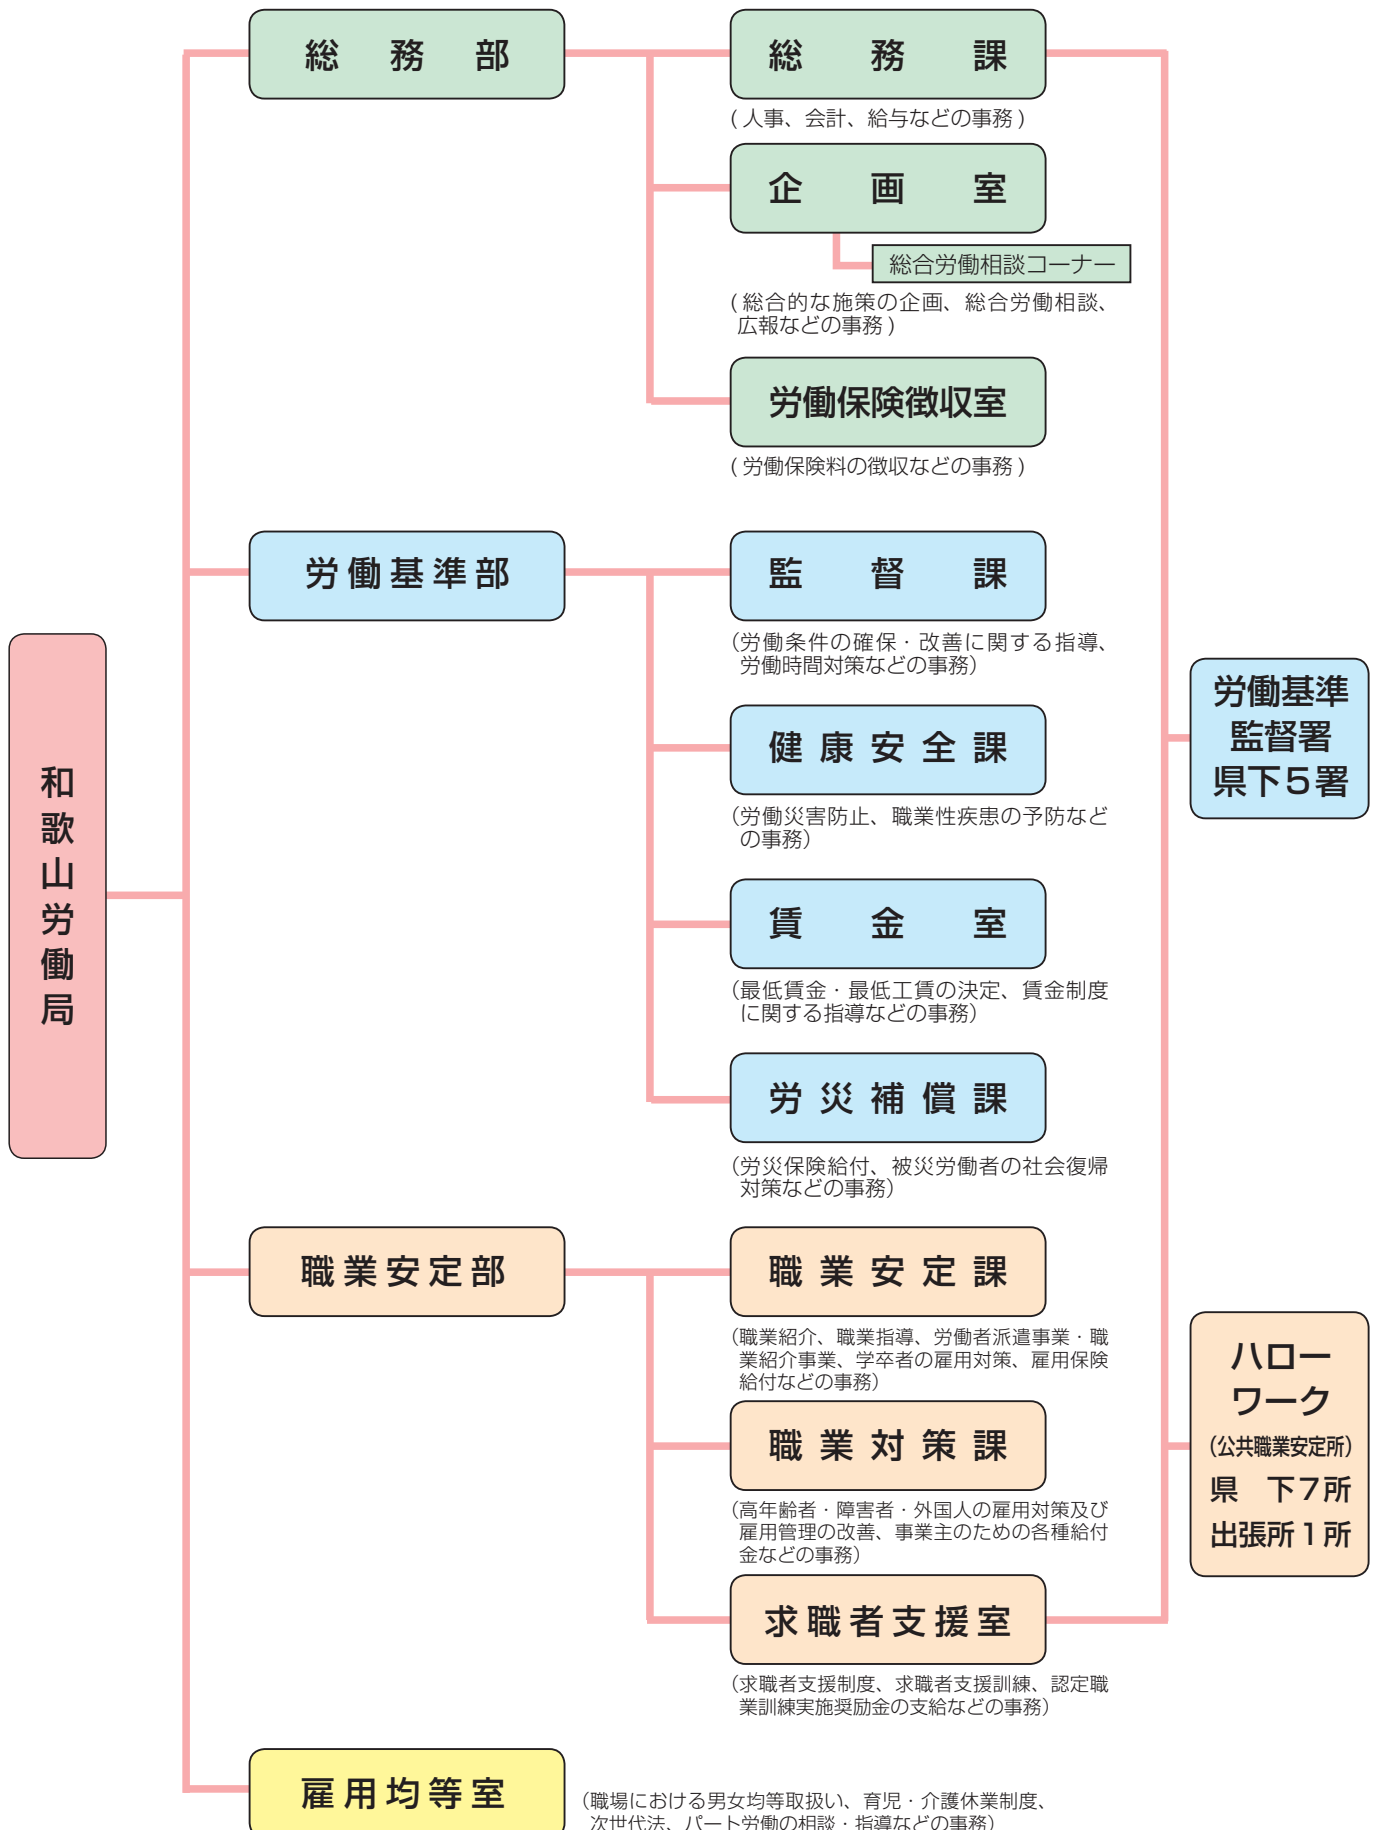 総務部
総務課
(人事、会計、給与などの事務)
企画室
総合労働相談コーナー
(総合的な施策の企画、総合労働相談、
広報などの事務)
労働保険徴収室
(労働保険料の徴収などの事務)
労働基準部
監督課
(労働条件の確保・改善に関する指導、
労働時間対策などの事務)
健康安全課
(労働災害防止、職業性疾患の予防など
の事務)
賃金室
(最低賃金・最低工賃の決定、賃金制度
に関する指導などの事務)
労災補償課
(労災保険給付、被災労働者の社会復帰
対策などの事務)
和歌山労働局
労働基準
監督署
県下5署
職業安定部
職業安定課
(職業紹介、職業指導、労働者派遣事業・職
業紹介事業、学卒者の雇用対策、雇用保険
給付などの事務)
職業対策課
(高年齢者・障害者・外国人の雇用対策及び
雇用管理の改善、事業主のための各種給付
金などの事務)
求職者支援室
(求職者支援制度、求職者支援訓練、認定職
業訓練実施奨励金の支給などの事務)
ハロー
ワーク
(公共職業安定所)
県 下7所
出張所1所
雇用均等室
(職場における男女均等取扱い、育児・介護休業制度、
次世代法、パート労働の相談・指導などの事務)